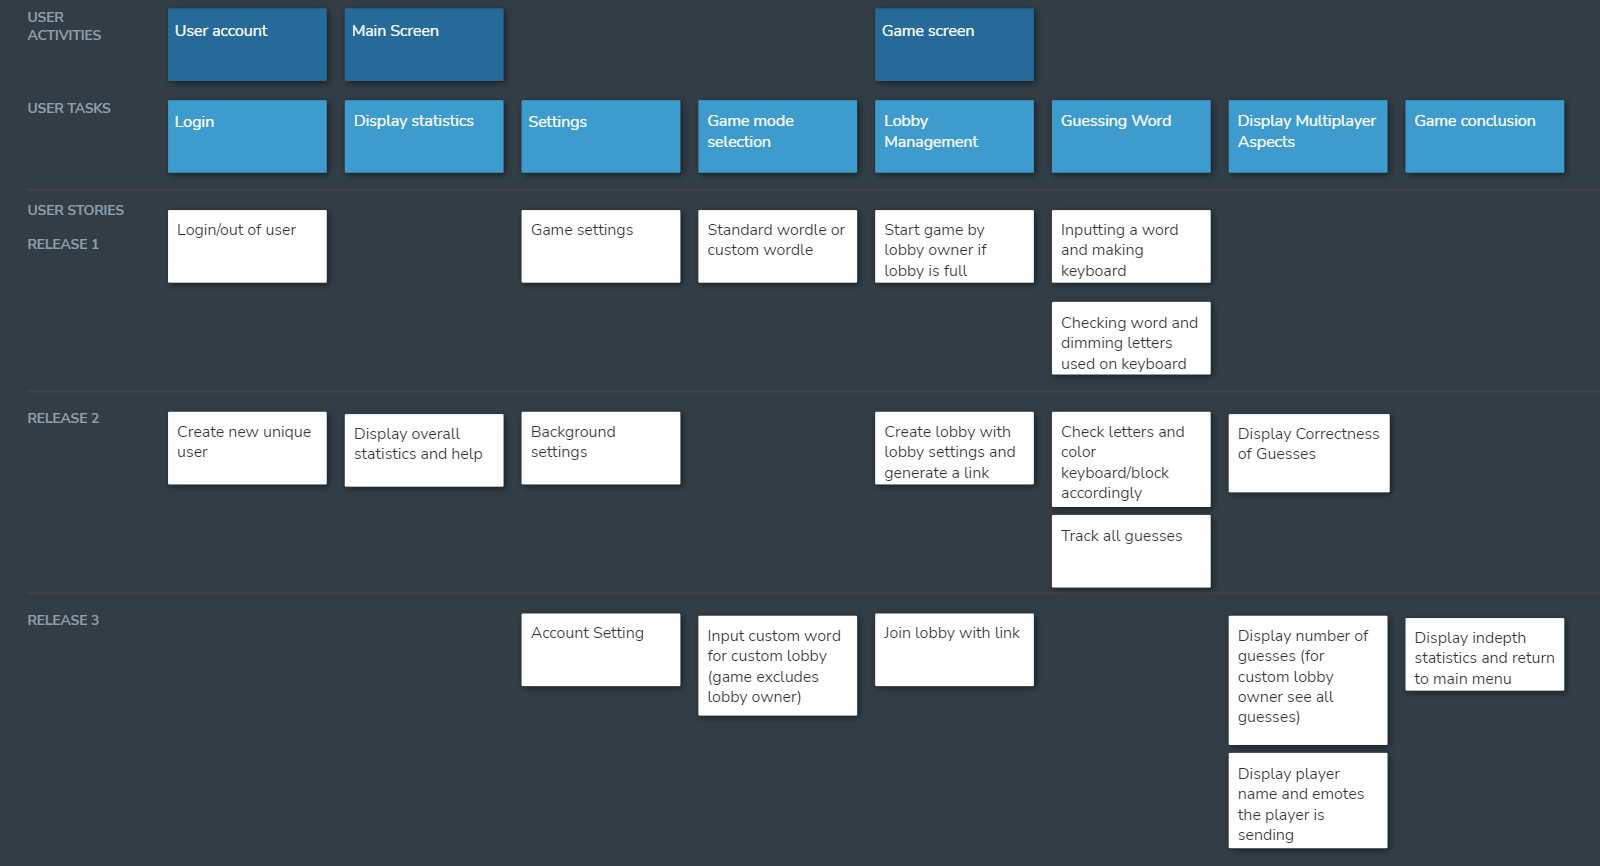 USER
ACTIVITIES
User account
Main Screen
Game screen
USER TASKS
Login
Display statistics
Settings
Game mode
selection
Lobby
Management
Guessing Word
Display Multiplayer
Aspects
Game conclusion
USER STORIES
RELEASE 1
Login/out of user
Game settings
Standard wordle or
custom wordle
Start game by
lobby owner if
lobby is full
Inputting a word
and making
keyboard
Checking word and
dimming letters
used on keyboard
RELEASE 2
Create new unique
user
Display overall
statistics and help
Background
settings
Create lobby with
lobby settings and
generate a link
Check letters and
color
keyboard/block
accordingly
Track all guesses
Display Correctness
of Guesses
RELEASE 3
Account Setting
Input custom word
for custom lobby
(game excludes
lobby owner)
Join lobby with link
Display number of
guesses (for
custom lobby
owner see all
guesses)
Display player
name and emotes
the player is
sending
Display indepth
statistics and return
to main menu